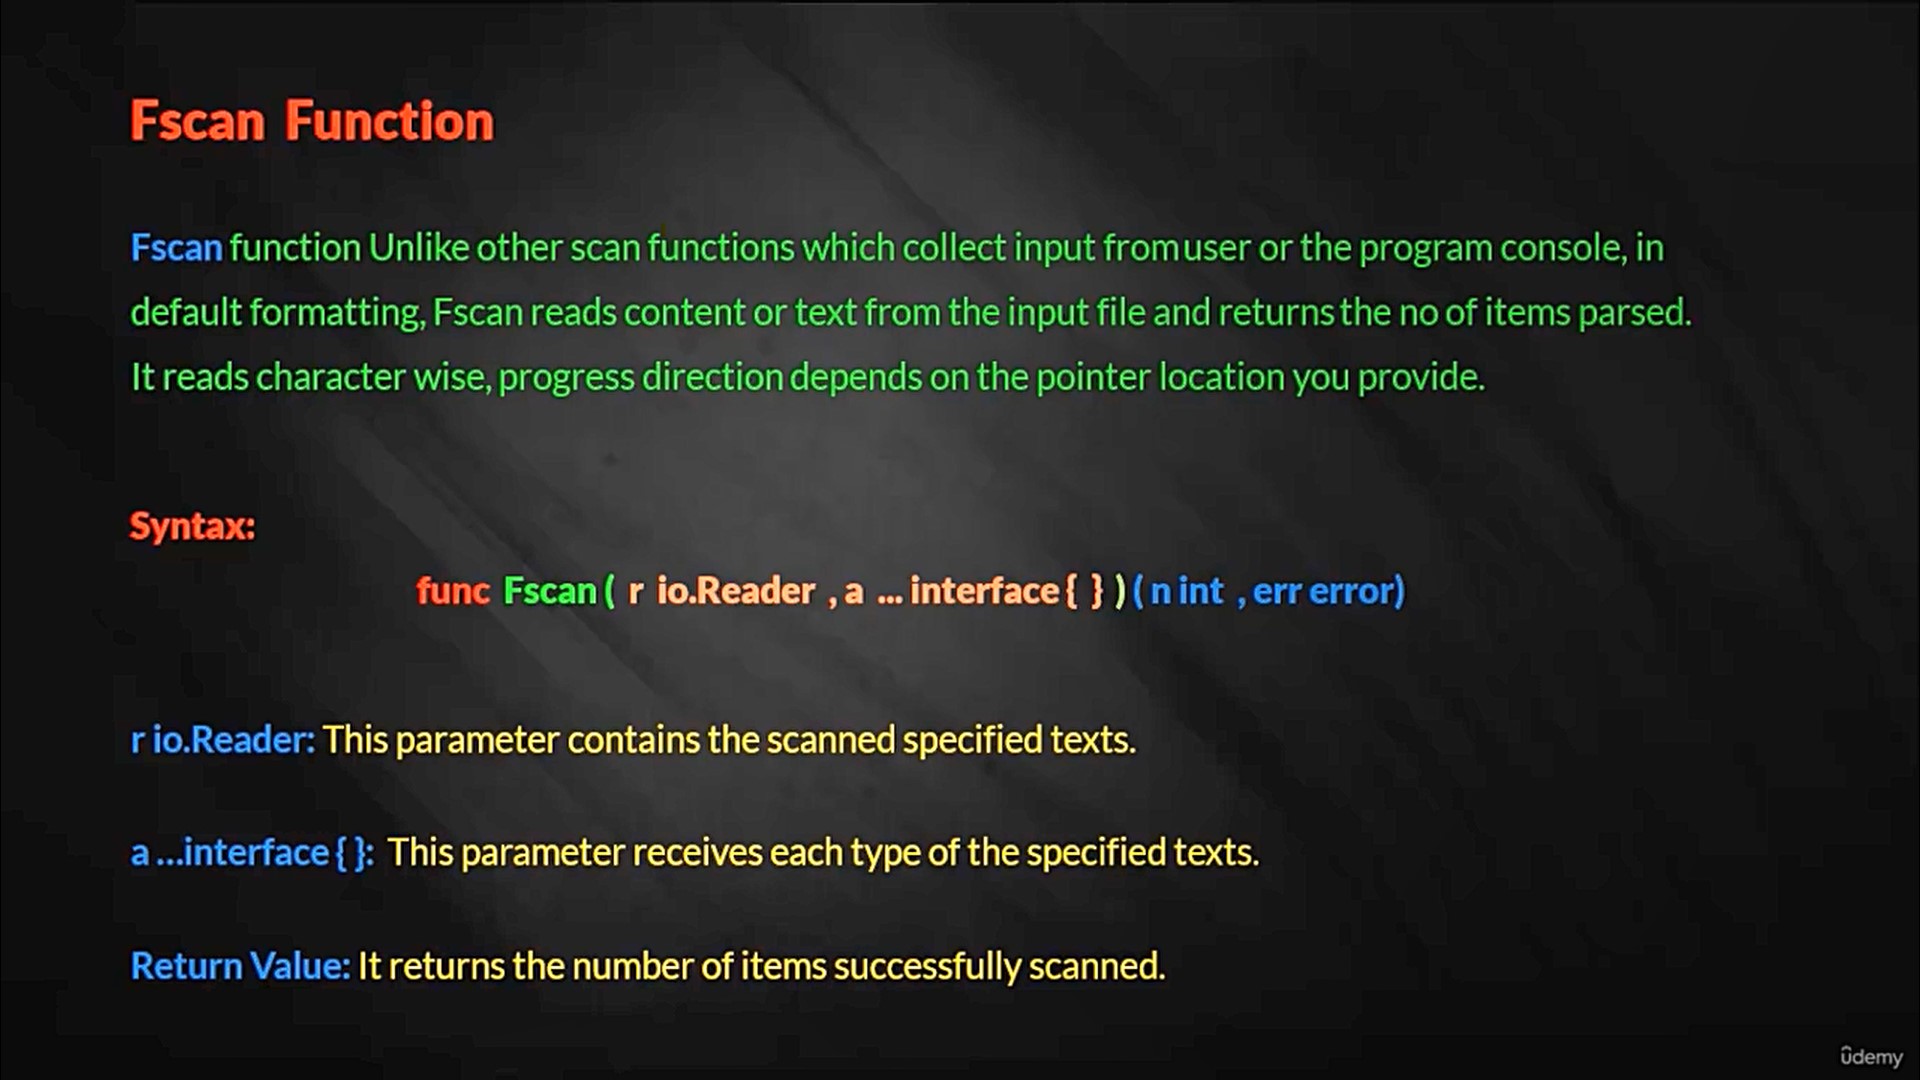 Fscan Function
Fscan function Unlike other scan functions which collect input from user or the program console, in
default formatting, Fscan reads content or text from the input file and returns the no of items parsed.
It reads character wise, progress direction depends on the pointer location you provide.
Syntax:
func Fscan ( r io.Reader , a ... interface { } ) ( n int , err error)
r io.Reader: This parameter contains the scanned specified texts.
a ...interface { }: This parameter receives each type of the specified texts.
Return Value: It returns the number of items successfully scanned.
ûdemy